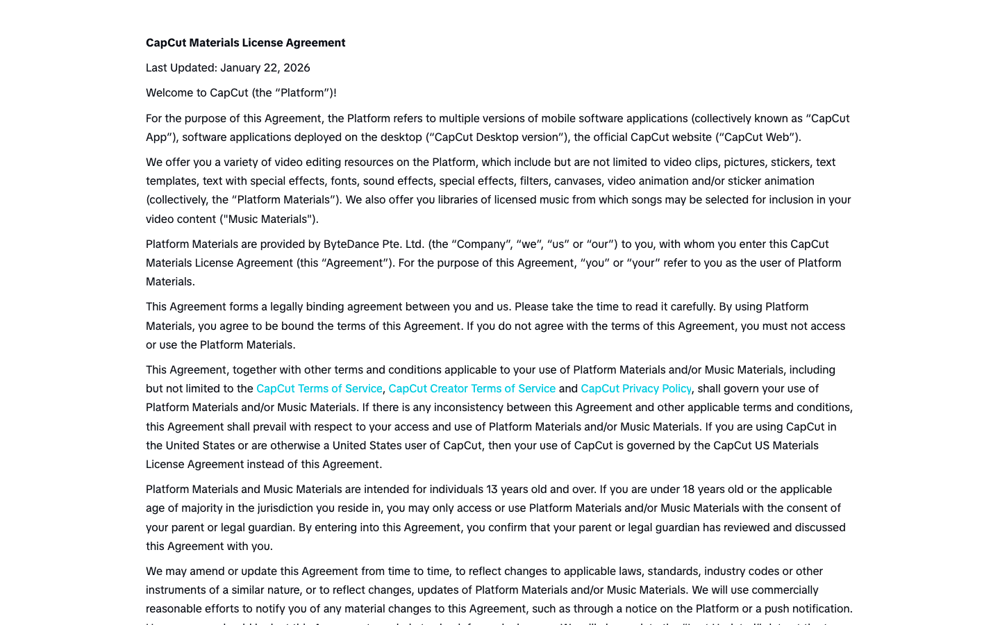 CapCut Materials License Agreement
Last Updated: January 22, 2026
Welcome to CapCut (the “Platform”)!
For the purpose of this Agreement, the Platform refers to multiple versions of mobile software applications (collectively known as “CapCut
App”), software applications deployed on the desktop (“CapCut Desktop version”), the official CapCut website (“CapCut Web”).
We offer you a variety of video editing resources on the Platform, which include but are not limited to video clips, pictures, stickers, text
templates, text with special effects, fonts, sound effects, special effects, filters, canvases, video animation and/or sticker animation
(collectively, the “Platform Materials”). We also offer you libraries of licensed music from which songs may be selected for inclusion in your
video content ("Music Materials").
Platform Materials are provided by ByteDance Pte. Ltd. (the “Company”, “we”, “us” or “our”) to you, with whom you enter this CapCut
Materials License Agreement (this “Agreement”). For the purpose of this Agreement, “you” or “your” refer to you as the user of Platform
Materials.
This Agreement forms a legally binding agreement between you and us. Please take the time to read it carefully. By using Platform
Materials, you agree to be bound the terms of this Agreement. If you do not agree with the terms of this Agreement, you must not access
or use the Platform Materials.
This Agreement, together with other terms and conditions applicable to your use of Platform Materials and/or Music Materials, including
but not limited to the CapCut Terms of Service, CapCut Creator Terms of Service and CapCut Privacy Policy, shall govern your use of
Platform Materials and/or Music Materials. If there is any inconsistency between this Agreement and other applicable terms and conditions,
this Agreement shall prevail with respect to your access and use of Platform Materials and/or Music Materials. If you are using CapCut in
the United States or are otherwise a United States user of CapCut, then your use of CapCut is governed by the CapCut US Materials
License Agreement instead of this Agreement.
Platform Materials and Music Materials are intended for individuals 13 years old and over. If you are under 18 years old or the applicable
age of majority in the jurisdiction you reside in, you may only access or use Platform Materials and/or Music Materials with the consent of
your parent or legal guardian. By entering into this Agreement, you confirm that your parent or legal guardian has reviewed and discussed
this Agreement with you.
We may amend or update this Agreement from time to time, to reflect changes to applicable laws, standards, industry codes or other
instruments of a similar nature, or to reflect changes, updates of Platform Materials and/or Music Materials. We will use commercially
reasonable efforts to notify you of any material changes to this Agreement, such as through a notice on the Platform or a push notification.